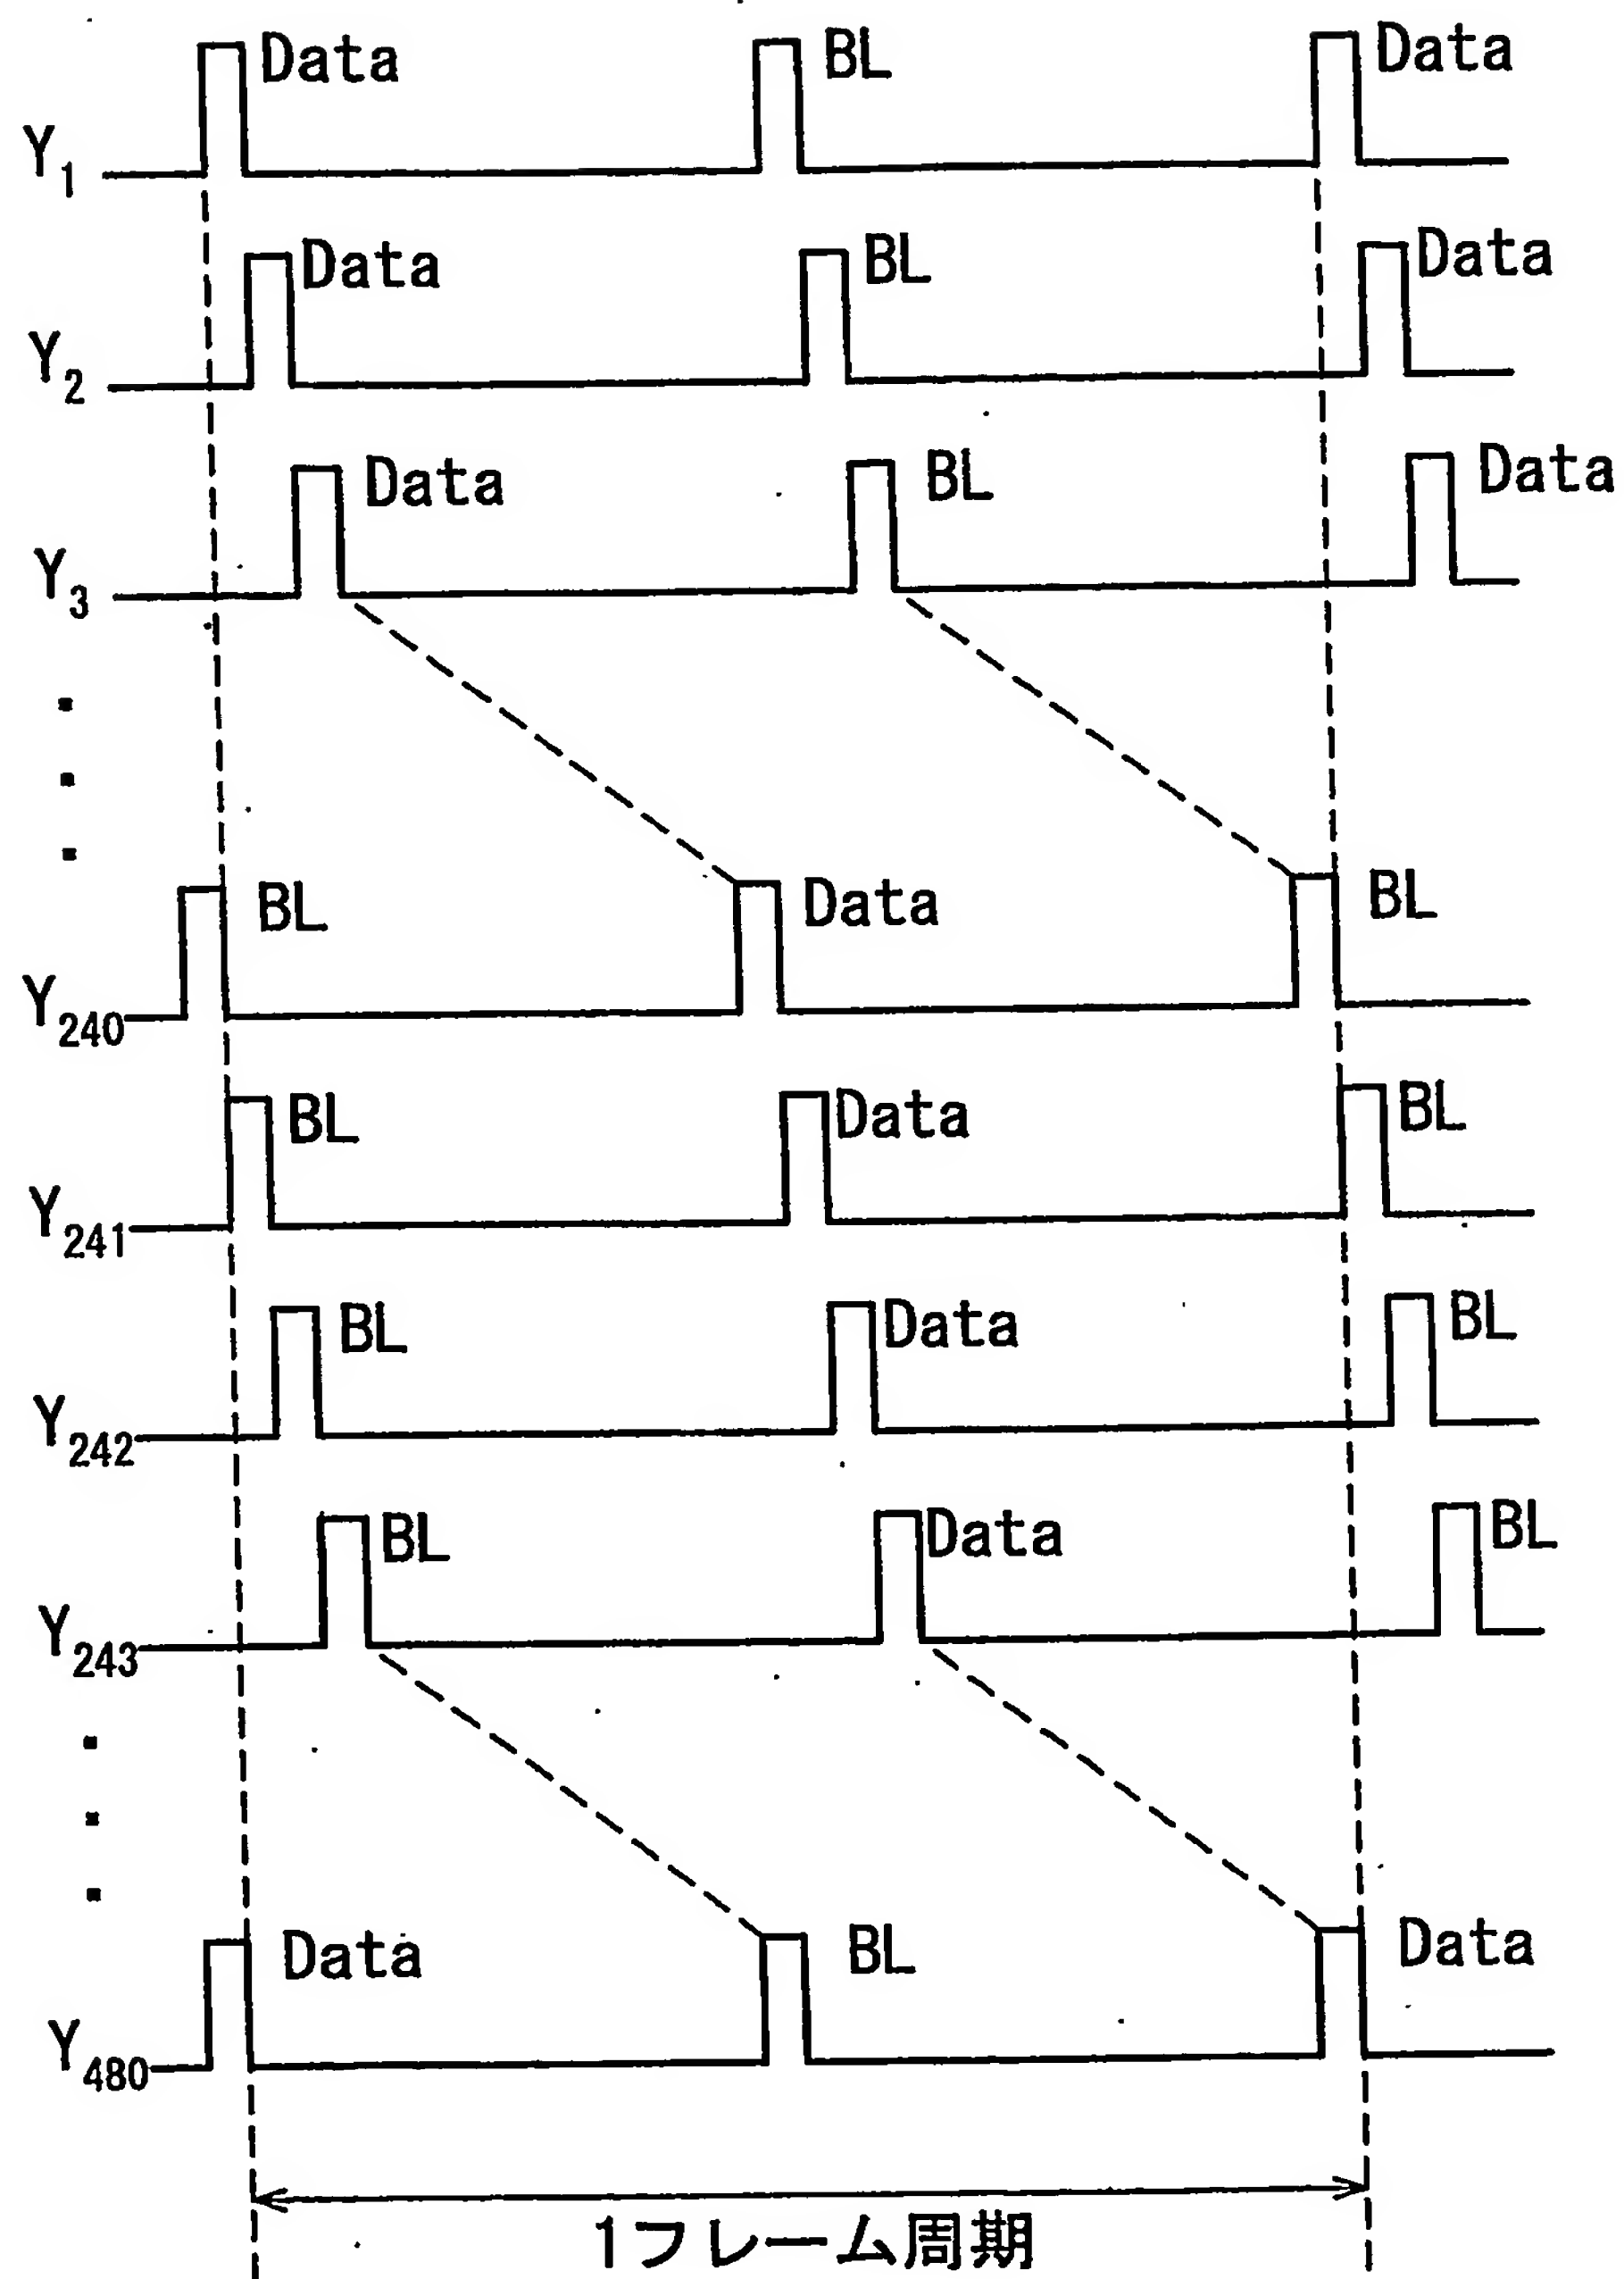 Y1 Data BL Data
Y2 Data BL Data
Y3 Data BL Data
Y240 BL Data BL
Y241 BL Data BL
Y242 BL Data BL
Y243 BL Data BL
Y480 Data BL Data
1フレーム周期